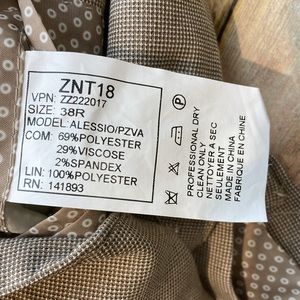 ZNT18
VPN: ZZ222017
SIZE: 38R
MODEL: ALESSIO/PZVA
COM: 69%POLYESTER
29%VISCOSE
2%SPANDEX
LIN: 100%POLYESTER
RN: 141893
PROFESSIONAL DRY
CLEAN ONLY
NETTOYER A SEC
SEULEMENT
MADE IN CHINA
FABRIQUE EN CHINE